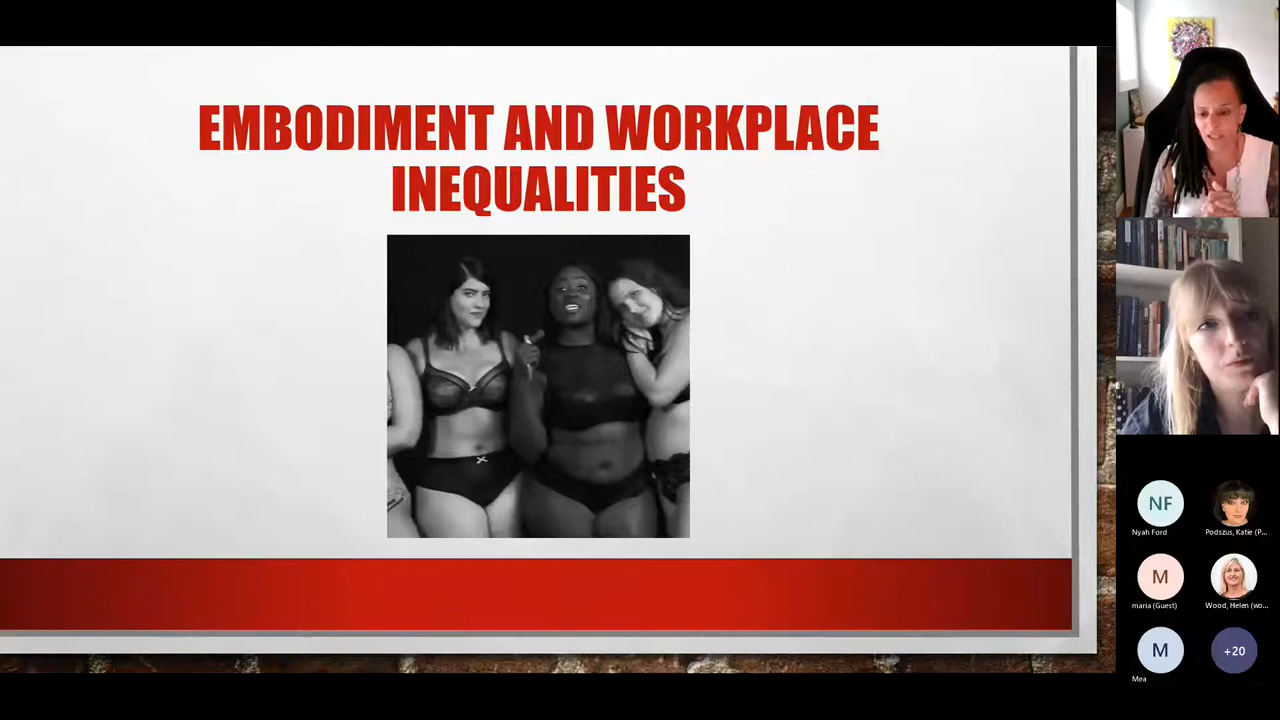 EMBODIMENT AND WORKPLACE
INEQUALITIES
NF
Nyah Ford
Podszus, Katie (P...
M
maria (Guest)
Wood, Helen (wo...
M
Mea
+20